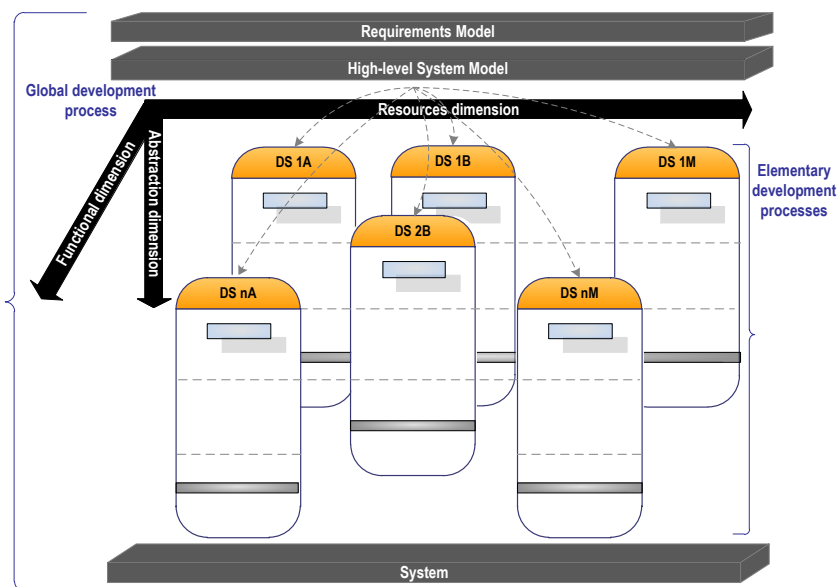 Requirements Model
High-level System Model
Global development
process
Resources dimension
Functional dimension
Abstraction dimension
DS 1A
DS 1B
DS 1M
Elementary
development
processes
DS 2B
DS nA
DS nM
System